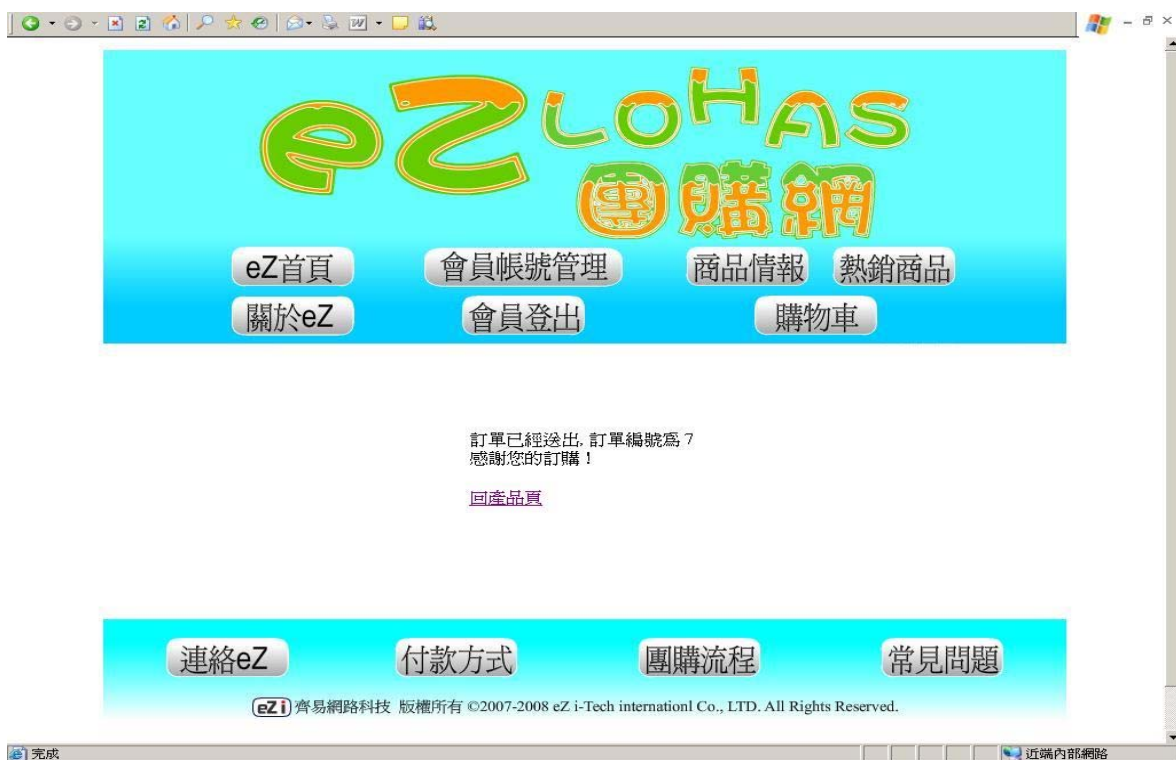 eZ LOHAS
團購網
eZ首頁 會員帳號管理 商品情報 熱銷商品
關於eZ 會員登出 購物車
訂單已經送出, 訂單編號為 7
感謝您的訂購！
回產品頁
連絡eZ 付款方式 團購流程 常見問題
eZ i 齊易網路科技 版權所有 ©2007-2008 eZ i-Tech internationl Co., LTD. All Rights Reserved.
完成 近端內部網路